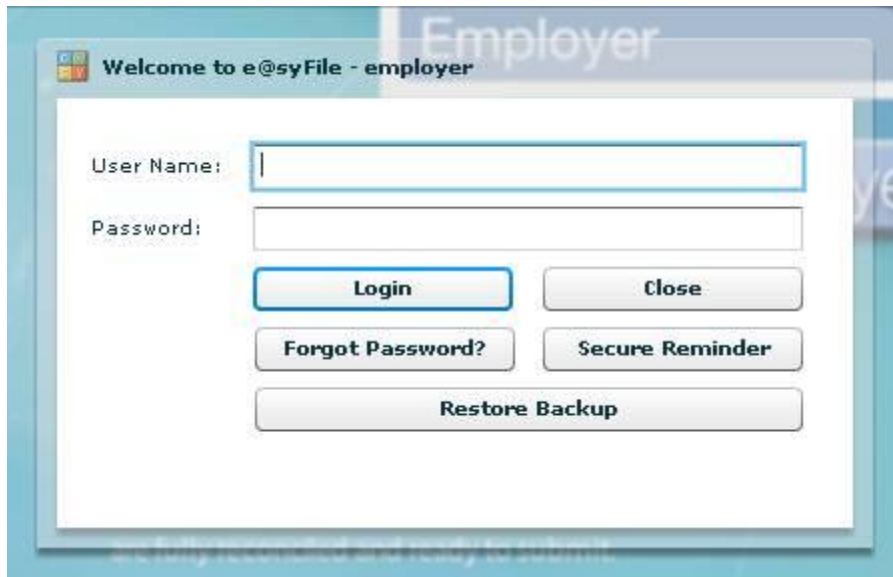 Employer
Welcome to e@syFile - employer
ye
User Name:
Password:
Login Close
Forgot Password? Secure Reminder
Restore Backup
are fully reconciled and ready to submit.